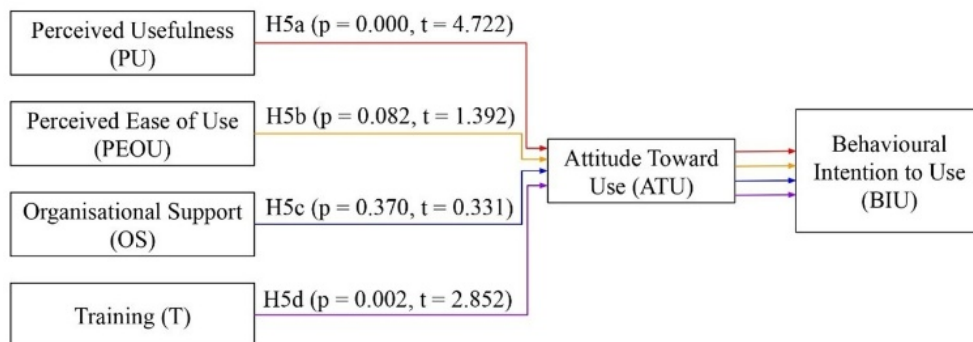 Perceived Usefulness
(PU)
H5a (p = 0.000, t = 4.722)
Perceived Ease of Use
(PEOU)
H5b (p = 0.082, t = 1.392)
Organisational Support
(OS)
H5c (p = 0.370, t = 0.331)
Training (T)
H5d (p = 0.002, t = 2.852)
Attitude Toward
Use (ATU)
Behavioural
Intention to Use
(BIU)